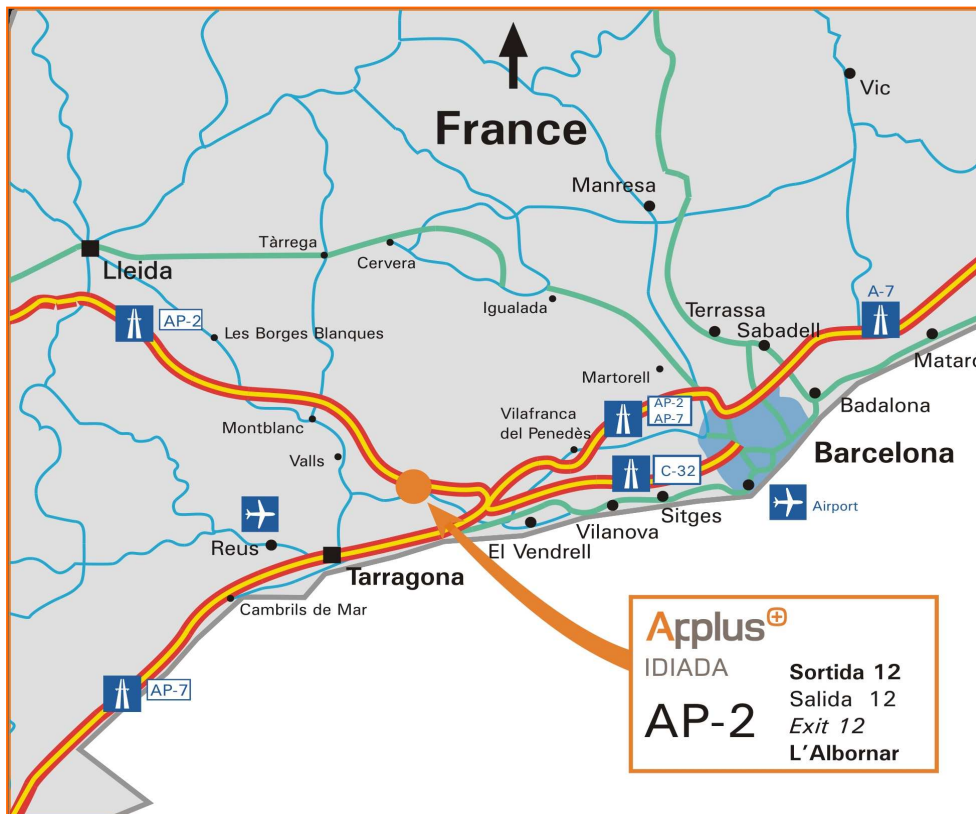 France
Vic
Manresa
Tàrrega
Cervera
Lleida
Igualada
A-7
Terrassa
Sabadell
AP-2
Les Borges Blanques
Mataró
Martorell
Badalona
AP-2
AP-7
Vilafranca
del Penedès
Montblanc
Valls
Barcelona
C-32
Airport
Sitges
Vilanova
El Vendrell
Reus
Tarragona
Cambrils de Mar
AP-7
Applus+
IDIADA
AP-2
Sortida 12
Salida 12
Exit 12
L'Albornar